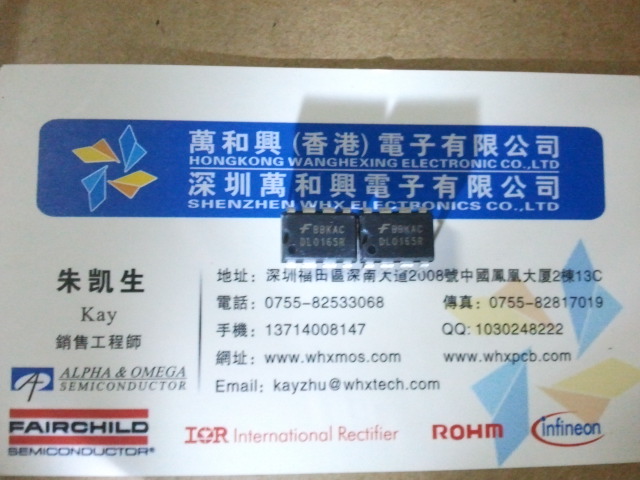 萬和興(香港)電子有限公司
HONGKONG WANGHEXING ELECTRONIC CO.,LTD
深圳萬和興電子有限公司
SHENZHEN WHX ELECTRONICS CO.,LTD
F BBKAC
DL0165R
F BBKAC
DL0165R
朱凯生
Kay
銷售工程師
地址: 深圳福田區深南大道2008號中國鳳凰大厦2棟13C
電話: 0755-82533068 傳真: 0755-82817019
手機: 13714008147 QQ: 1030248222
網址: www.whxmos.com www.whxpcb.com
Email: kayzhu@whxtech.com
ALPHA & OMEGA
SEMICONDUCTOR
FAIRCHILD
SEMICONDUCTOR®
IOR International Rectifier
ROHM
Infineon